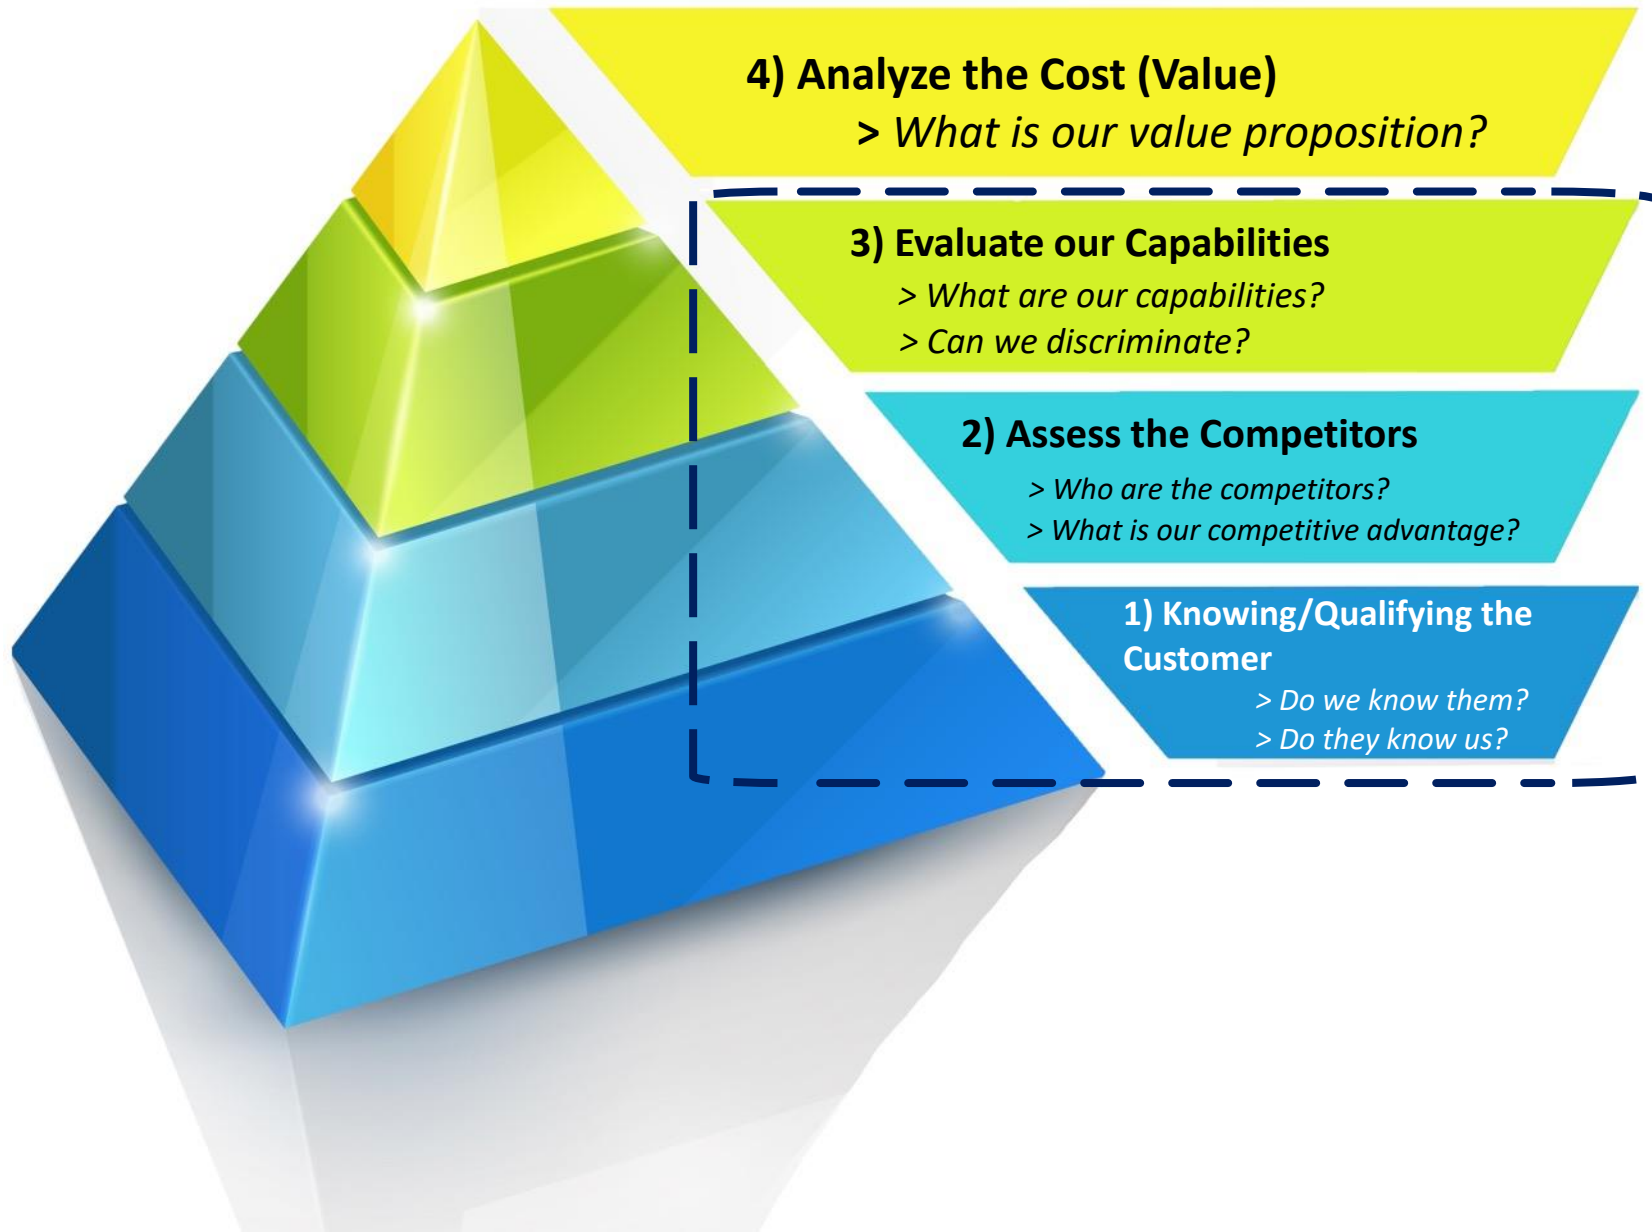 4) Analyze the Cost (Value)
> What is our value proposition?
3) Evaluate our Capabilities
> What are our capabilities?
> Can we discriminate?
2) Assess the Competitors
> Who are the competitors?
> What is our competitive advantage?
1) Knowing/Qualifying the
Customer
> Do we know them?
> Do they know us?